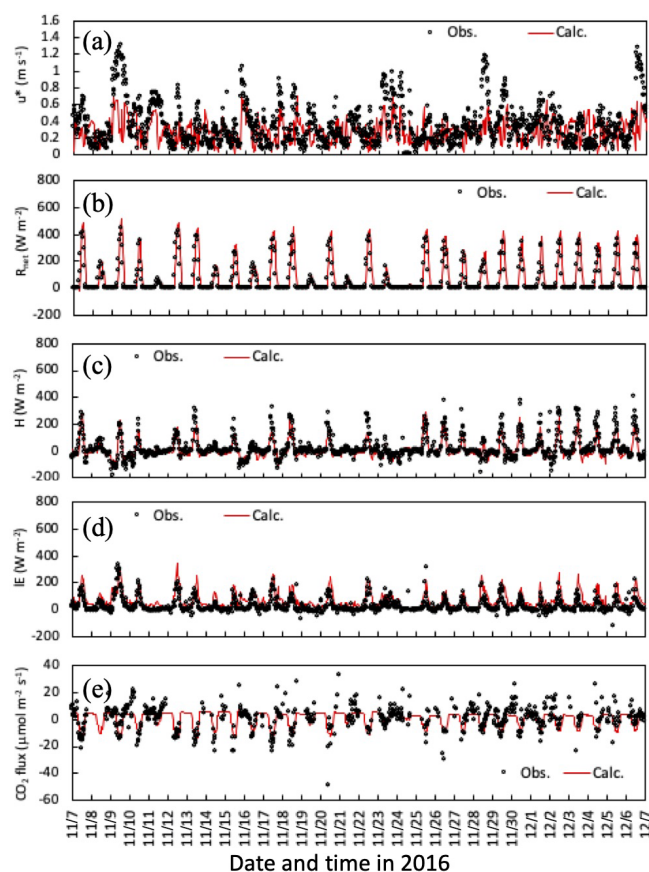 (a)
Obs.
Calc.
u* (m s⁻¹)
1.6
1.4
1.2
1
0.8
0.6
0.4
0.2
0
(b)
Obs.
Calc.
R_net (W m⁻²)
800
600
400
200
0
-200
(c)
Obs.
Calc.
H (W m⁻²)
800
600
400
200
0
-200
(d)
Obs.
Calc.
lE (W m⁻²)
800
600
400
200
0
-200
(e)
CO₂ flux (μmol m⁻² s⁻¹)
40
20
0
-20
-40
-60
Obs.
Calc.
11/7 11/8 11/9 11/10 11/11 11/12 11/13 11/14 11/15 11/16 11/17 11/18 11/19 11/20 11/21 11/22 11/23 11/24 11/25 11/26 11/27 11/28 11/29 11/30 12/2 12/3 12/4 12/5 12/6
Date and time in 2016